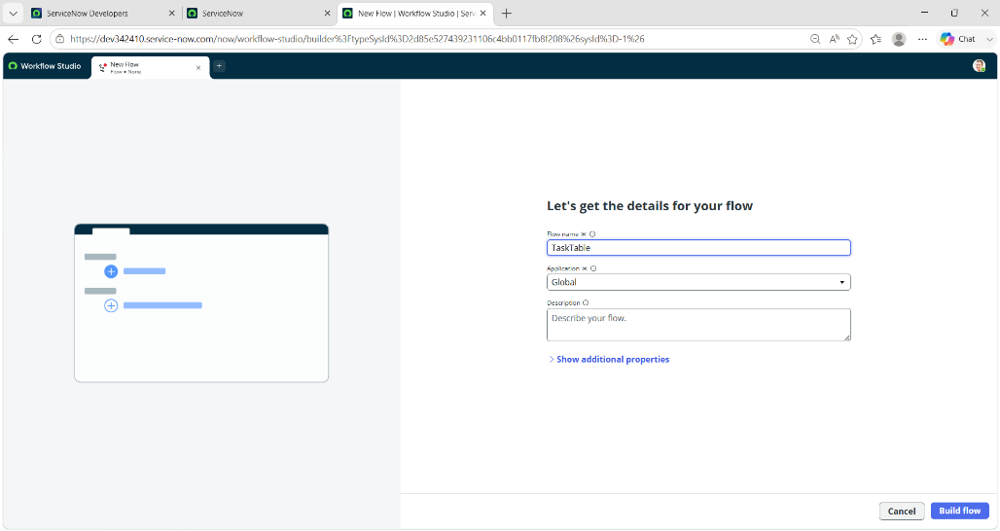 ServiceNow Developers
ServiceNow
New Flow | Workflow Studio | Serv
https://dev342410.service-now.com/now/workflow-studio/builder%3FtypeSysId%3D2d85e527439231106c4bb0117fb8f208%26sysId%3D-1%26
Chat
Workflow Studio
New Flow
Flow • None
Let's get the details for your flow
Flow name
TaskTable
Application
Global
Description
Describe your flow.
Show additional properties
Cancel
Build flow